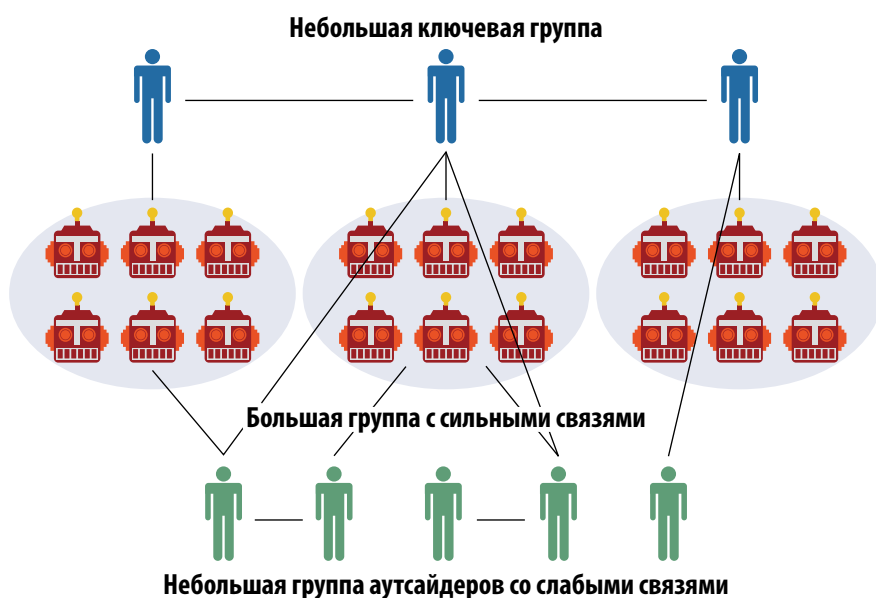 Небольшая ключевая группа
Большая группа с сильными связями
Небольшая группа аутсайдеров со слабыми связями